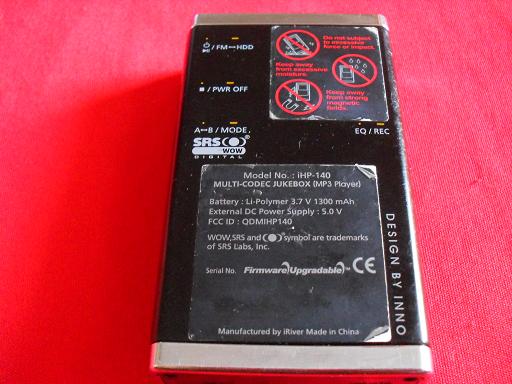 ⏻/⏯ / FM↔HDD
■ / PWR OFF
A↔B / MODE
SRS(●)®
WOW
DIGITAL
Do not subject
to excessive
force or impact.
Keep away
from excessive
moisture.
Keep away
from strong
magnetic
fields.
EQ / REC
Model No. : iHP-140
MULTI-CODEC JUKEBOX (MP3 Player)
Battery : Li-Polymer 3.7 V 1300 mAh
External DC Power Supply : 5.0 V
FCC ID : QDMIHP140
WOW,SRS and (●)® symbol are trademarks
of SRS Labs, Inc.
Serial No. Firmware Upgradable™ CE
Manufactured by iRiver Made in China
DESIGN BY INNO